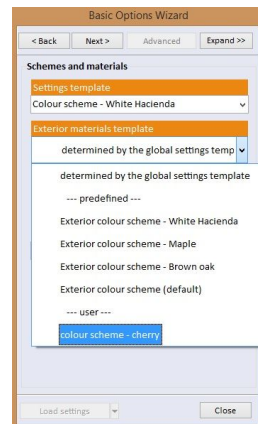 Basic Options Wizard
< Back Next > Advanced Expand >>
Schemes and materials
Settings template
Colour scheme - White Hacienda
Exterior materials template
determined by the global settings temp
determined by the global settings template
--- predefined ---
Exterior colour scheme - White Hacienda
Exterior colour scheme - Maple
Exterior colour scheme - Brown oak
Exterior colour scheme (default)
--- user ---
colour scheme - cherry
Load settings Close